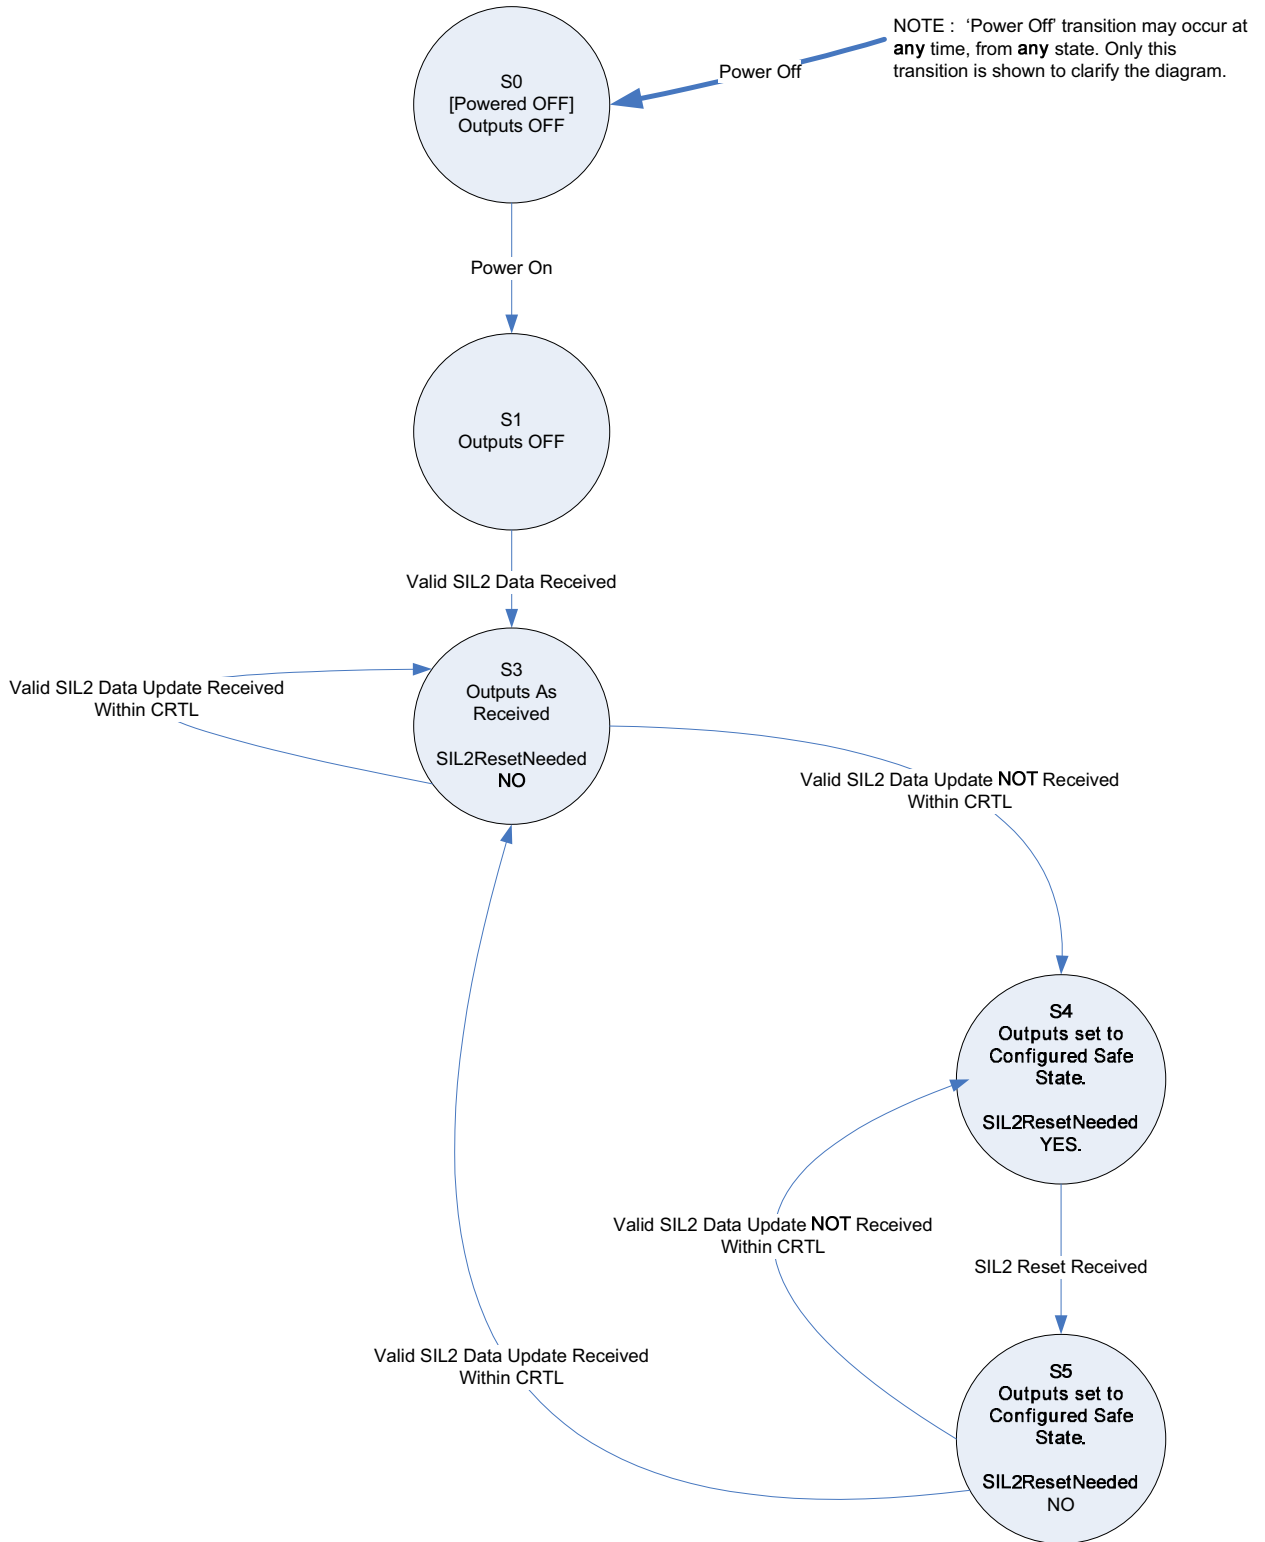 NOTE :  ‘Power Off’ transition may occur at
any time, from any state. Only this
transition is shown to clarify the diagram.
Power Off
S0
[Powered OFF]
Outputs OFF
Power On
S1
Outputs OFF
Valid SIL2 Data Received
S3
Outputs As
Received
SIL2ResetNeeded
NO
Valid SIL2 Data Update Received
Within CRTL
Valid SIL2 Data Update NOT Received
Within CRTL
S4
Outputs set to
Configured Safe
State.
SIL2ResetNeeded
YES.
Valid SIL2 Data Update NOT Received
Within CRTL
SIL2 Reset Received
Valid SIL2 Data Update Received
Within CRTL
S5
Outputs set to
Configured Safe
State.
SIL2ResetNeeded
NO